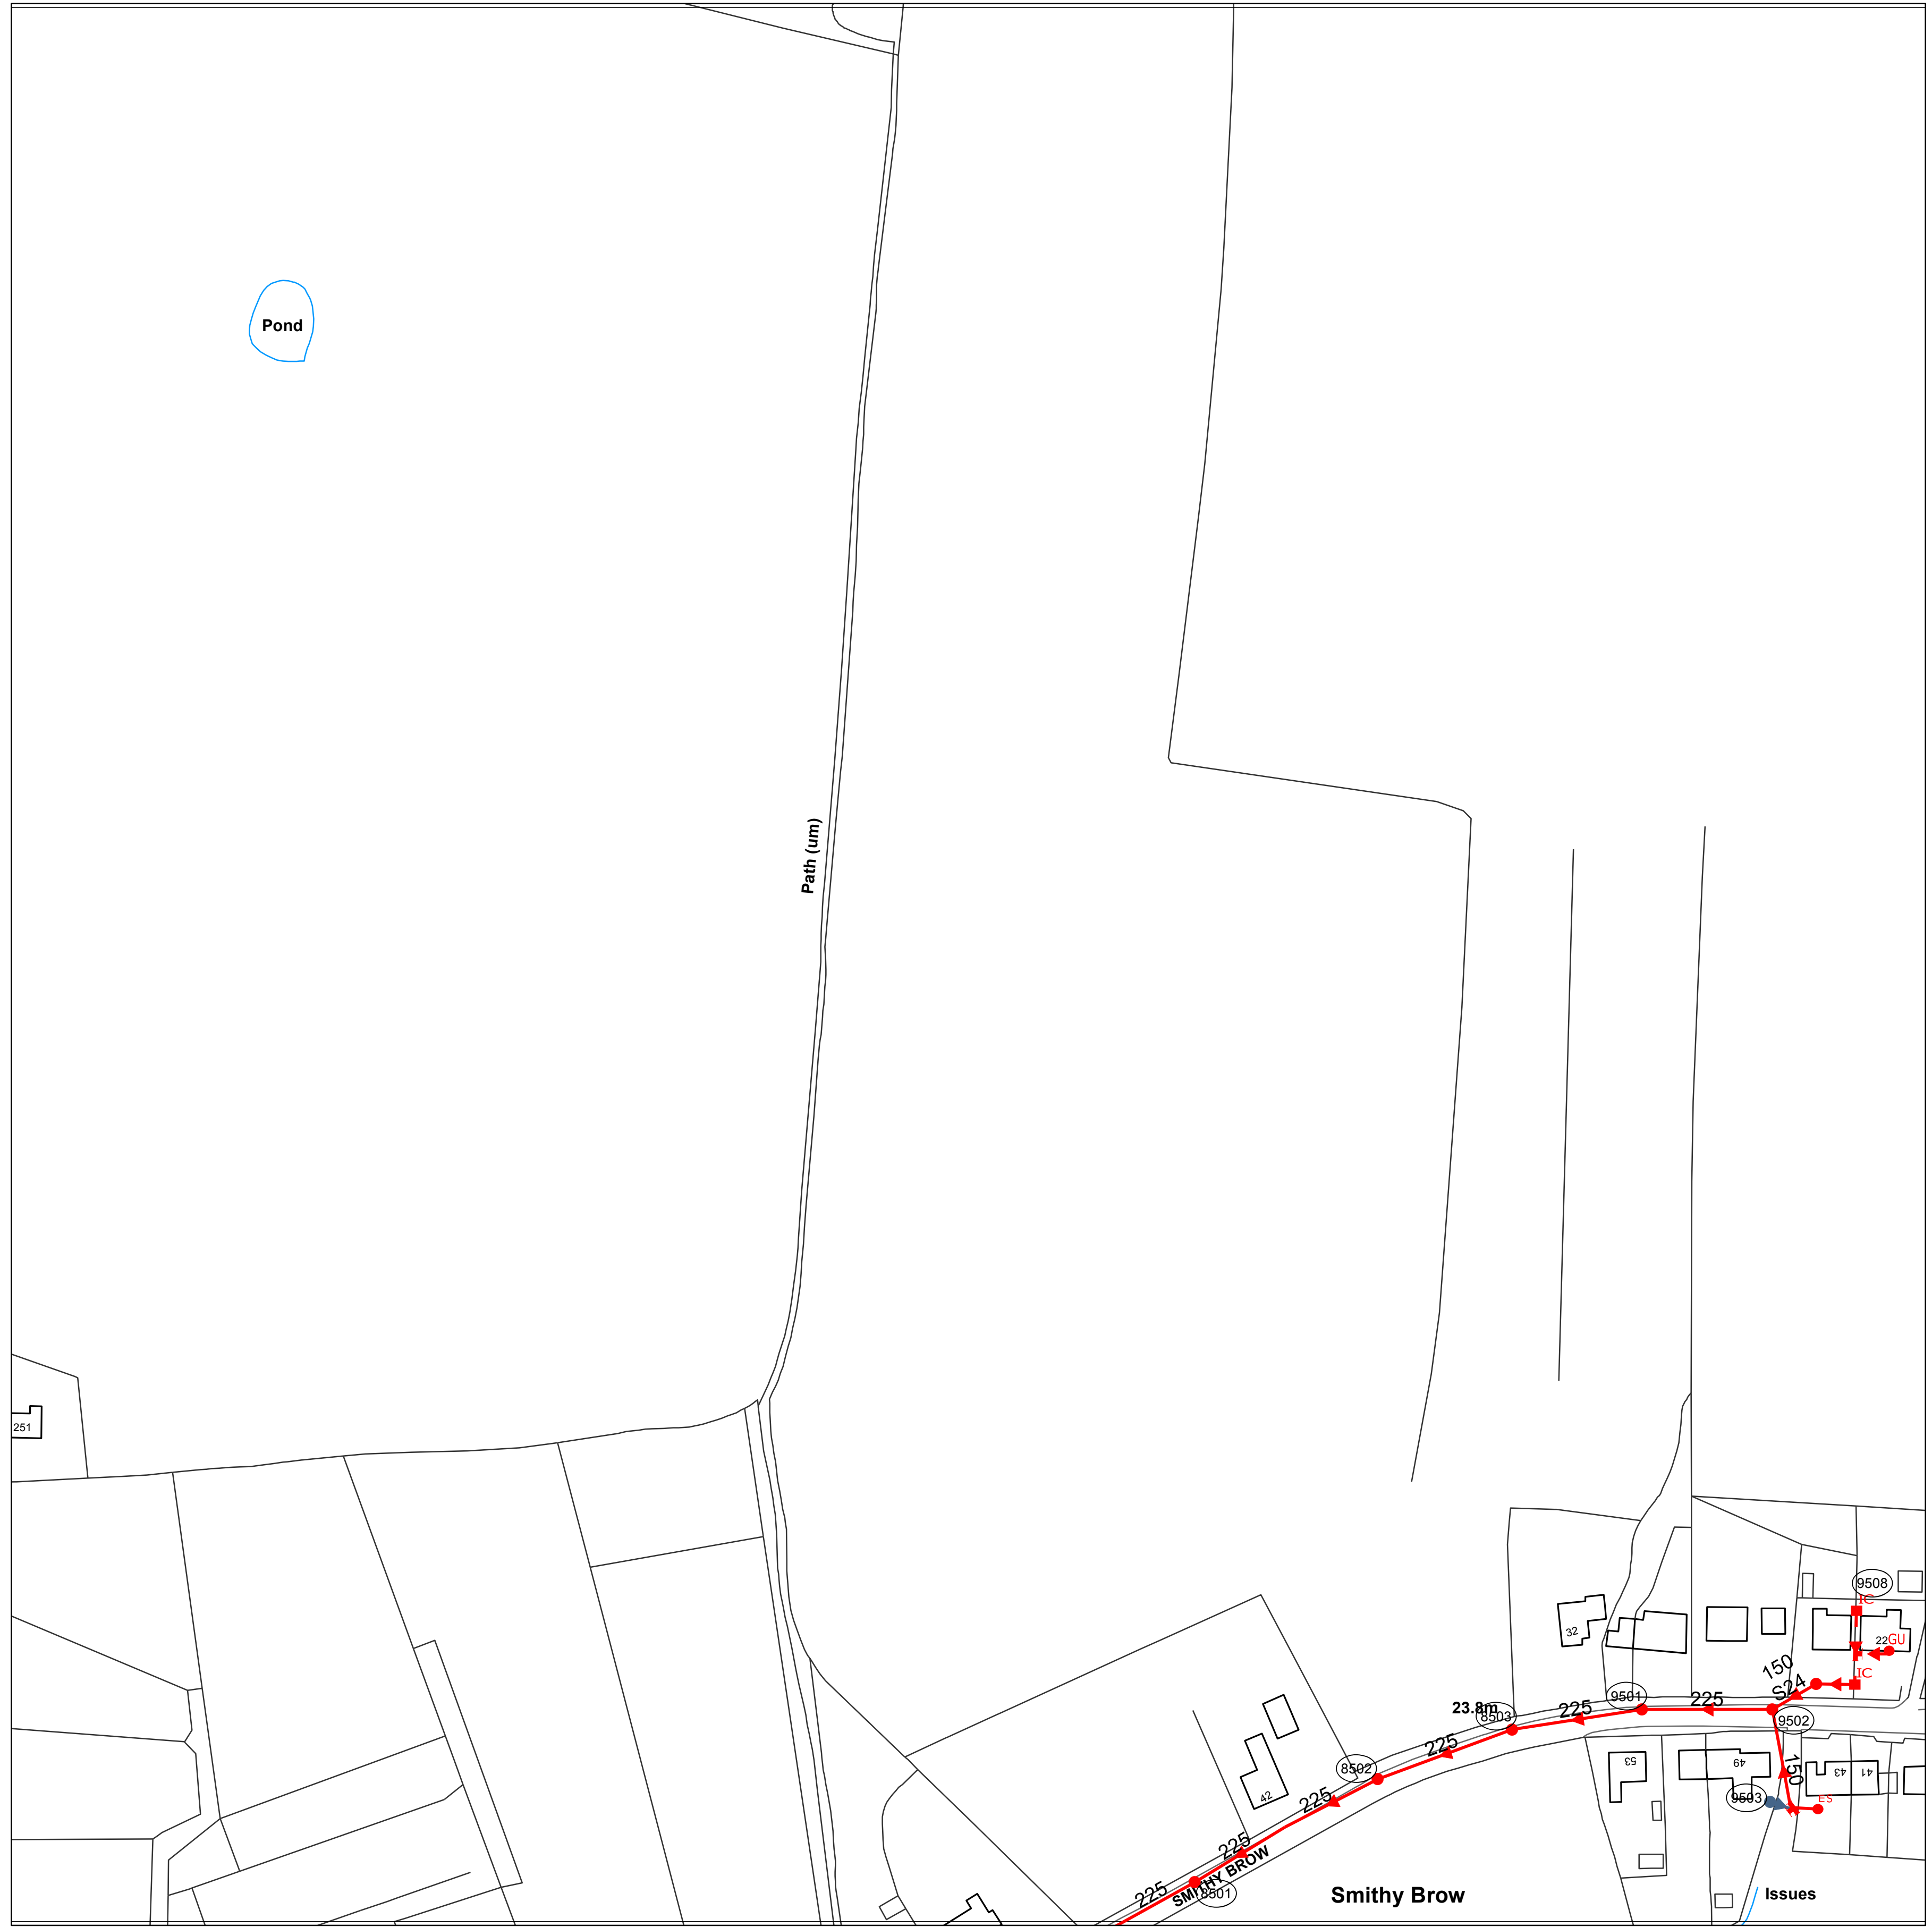 Pond
Path (um)
251
9508
IC
22
GU
32
150
IC
S24
9501
225
23.8m
8503
225
9502
225
8502
53
49
150
43
41
42
225
9503
ES
225
SMITHY BROW
225
8501
Smithy Brow
Issues